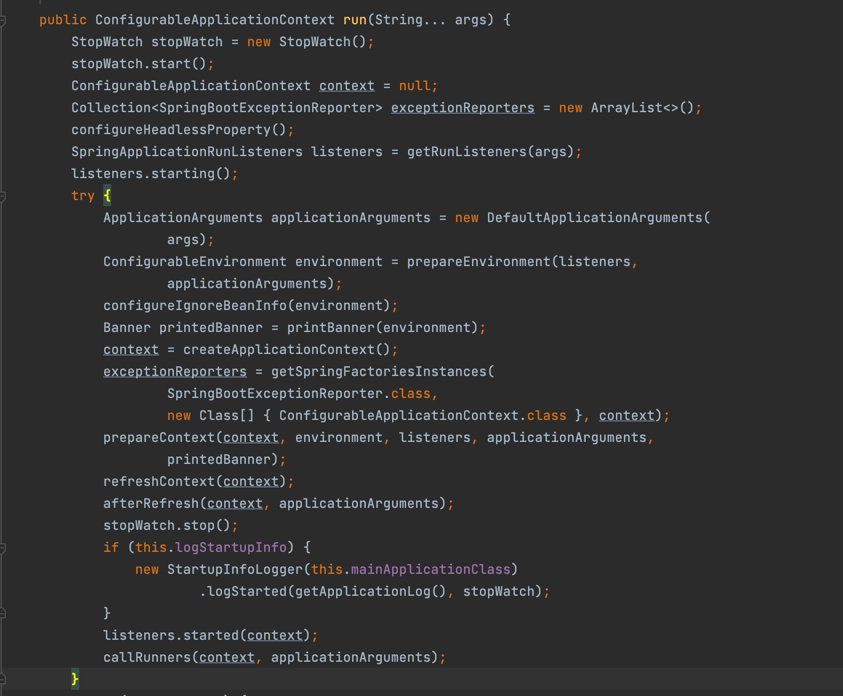 public ConfigurableApplicationContext run(String... args) {
StopWatch stopWatch = new StopWatch();
stopWatch.start();
ConfigurableApplicationContext context = null;
Collection<SpringBootExceptionReporter> exceptionReporters = new ArrayList<>();
configureHeadlessProperty();
SpringApplicationRunListeners listeners = getRunListeners(args);
listeners.starting();
try {
ApplicationArguments applicationArguments = new DefaultApplicationArguments(
args);
ConfigurableEnvironment environment = prepareEnvironment(listeners,
applicationArguments);
configureIgnoreBeanInfo(environment);
Banner printedBanner = printBanner(environment);
context = createApplicationContext();
exceptionReporters = getSpringFactoriesInstances(
SpringBootExceptionReporter.class,
new Class[] { ConfigurableApplicationContext.class }, context);
prepareContext(context, environment, listeners, applicationArguments,
printedBanner);
refreshContext(context);
afterRefresh(context, applicationArguments);
stopWatch.stop();
if (this.logStartupInfo) {
new StartupInfoLogger(this.mainApplicationClass)
.logStarted(getApplicationLog(), stopWatch);
}
listeners.started(context);
callRunners(context, applicationArguments);
}